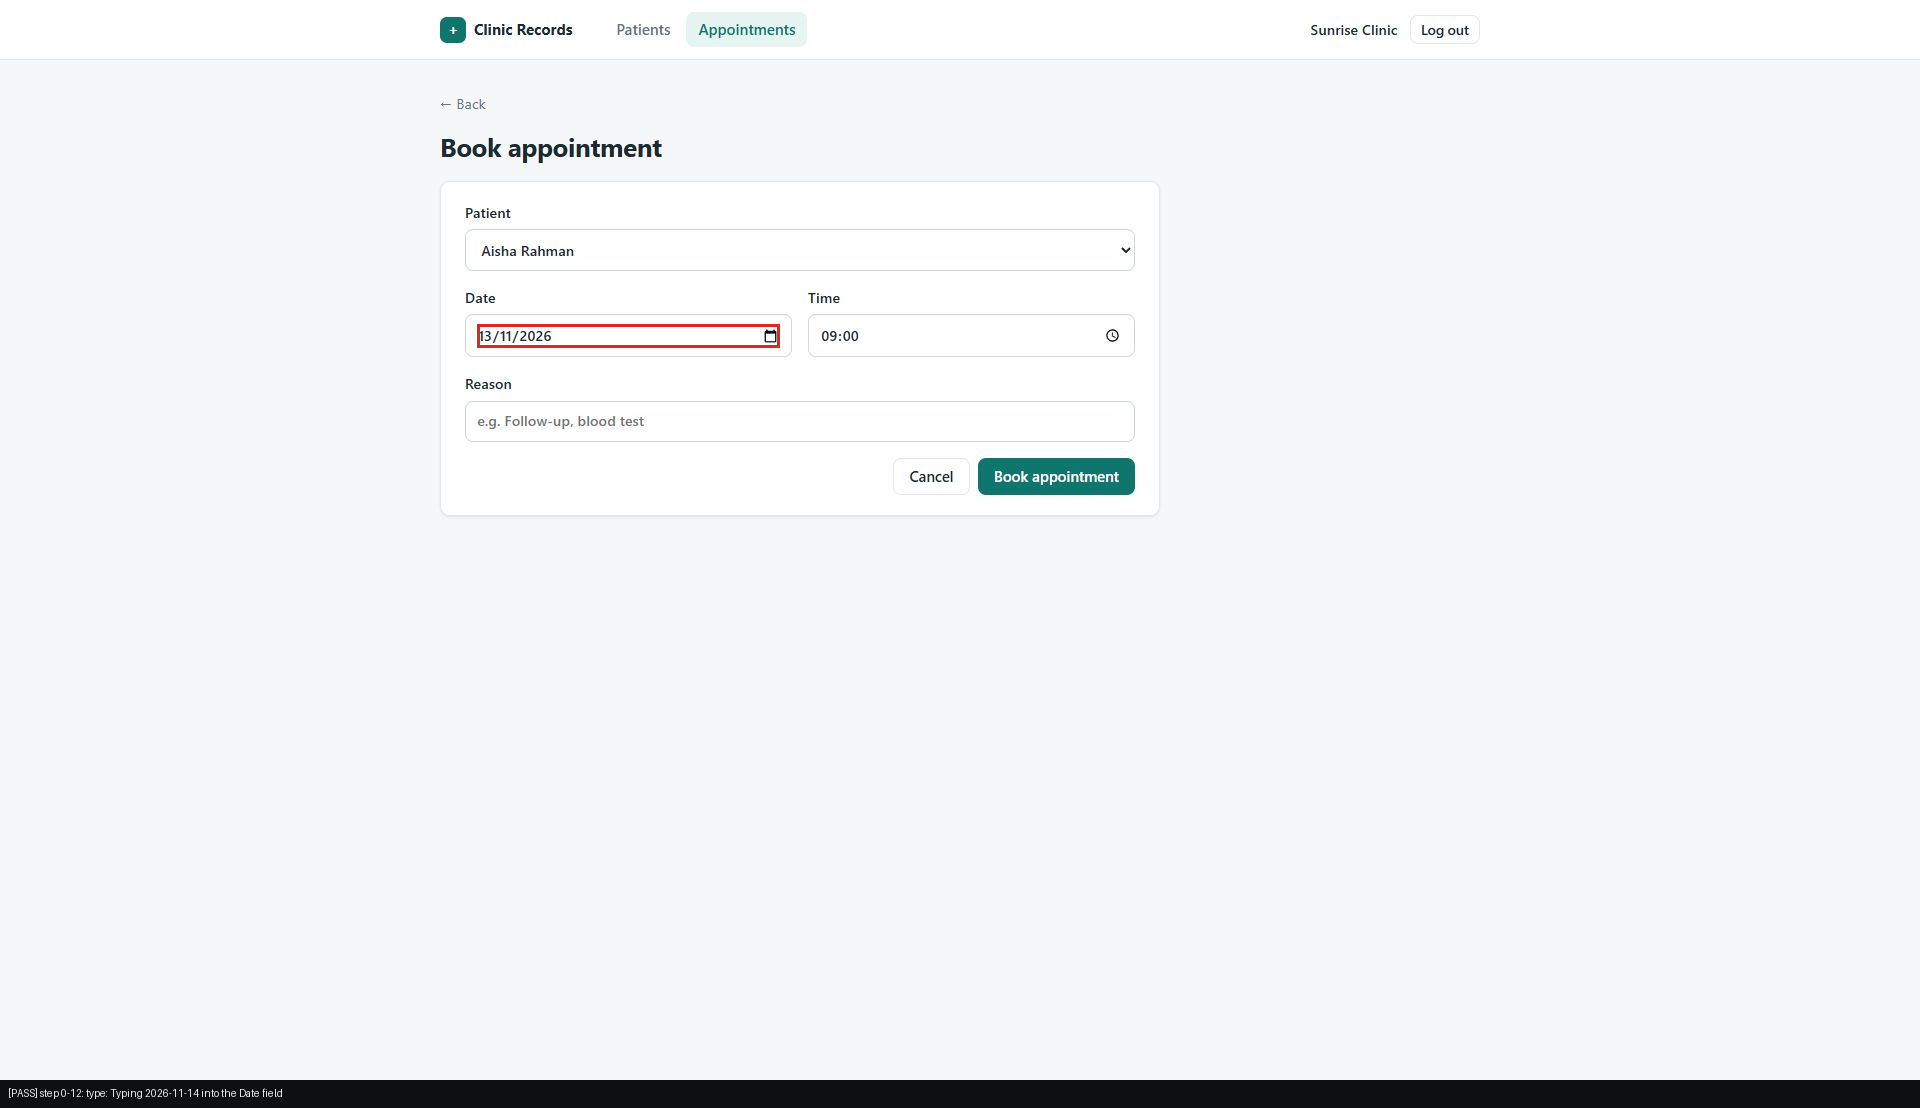 + Clinic Records Patients Appointments Sunrise Clinic Log out
← Back
Book appointment
Patient
Aisha Rahman
Date Time
13/11/2026 09:00
Reason
e.g. Follow-up, blood test
Cancel Book appointment
[PASS] step 0-12: type: Typing 2026-11-14 into the Date field